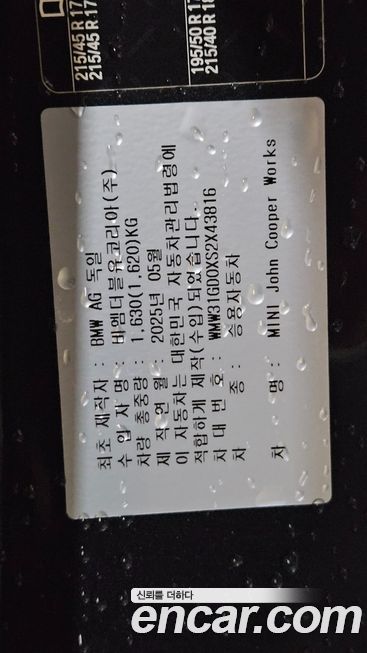 215/45 R 17
215/45 R 17
195/50 R 17
215/40 R 18
최초 제작자 : BMW AG 독일
수 입 자 명 : 비엠더블유코리아(주)
차량 총중량 : 1,630(1,620)KG
제 작 연 월 : 2025년 05월
이 자동차는 대한민국 자동차관리법령에
적합하게 제작(수입)되었습니다.
차 대 번 호 : WMW31GD0XS2X43816
차 종 : 승용자동차
차 명 : MINI John Cooper Works
신뢰를 더하다
encar.com